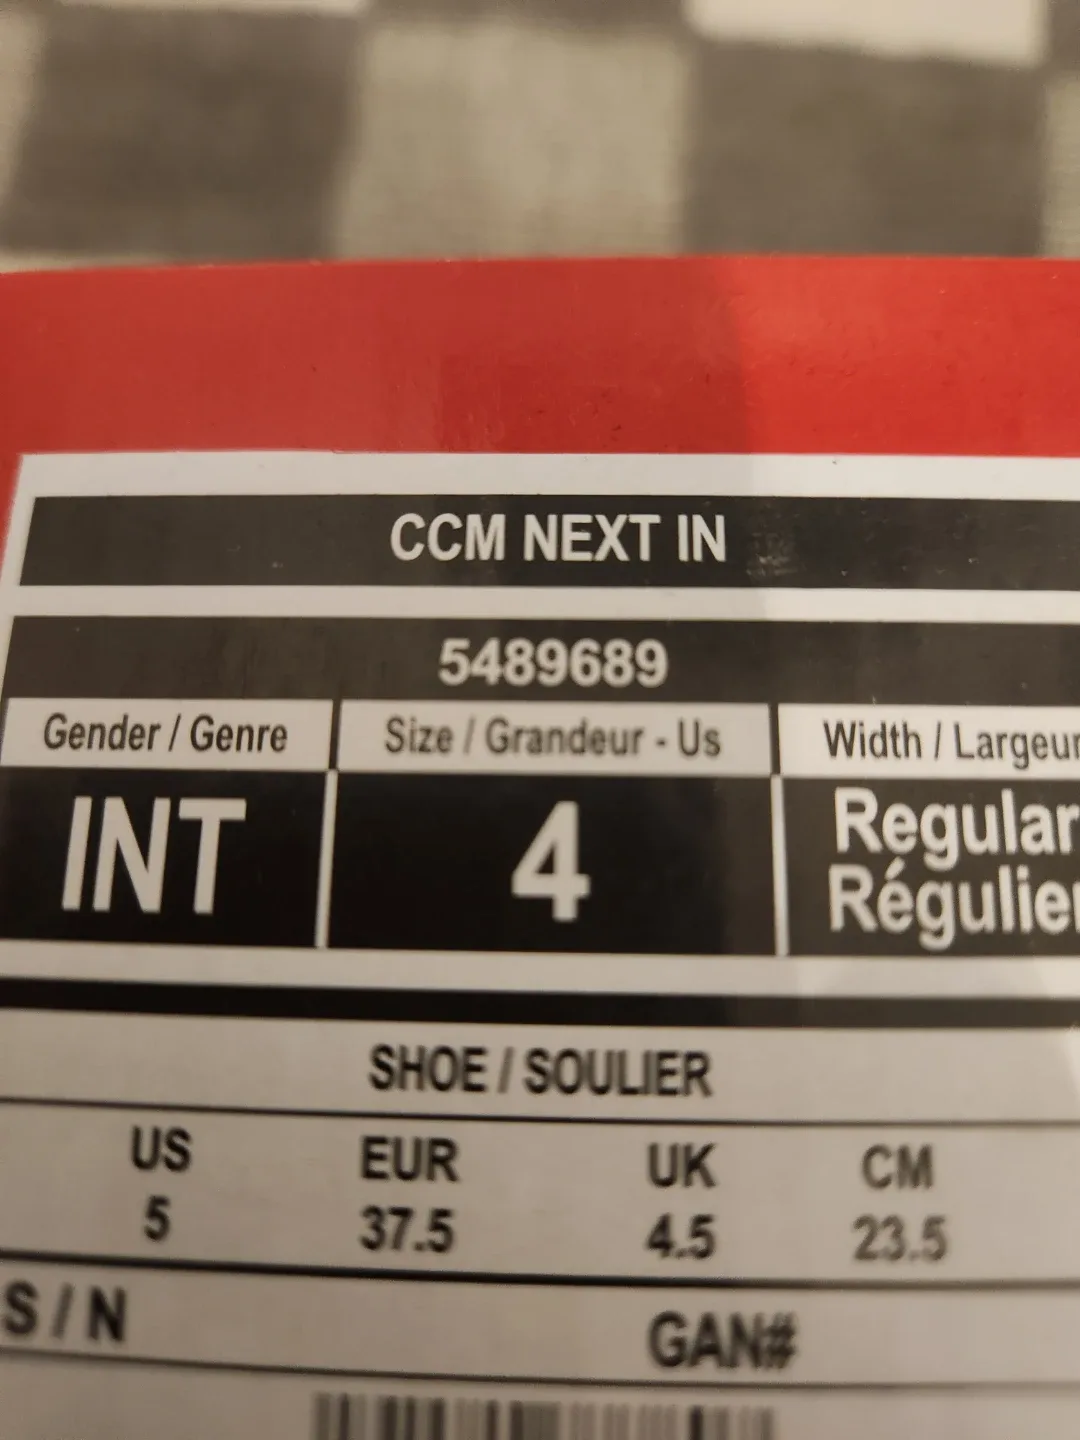 CCM NEXT IN
5489689
Gender / Genre Size / Grandeur - Us Width / Largeur
INT 4 Regular
Régulier
SHOE / SOULIER
US EUR UK CM
5 37.5 4.5 23.5
S / N GAN#